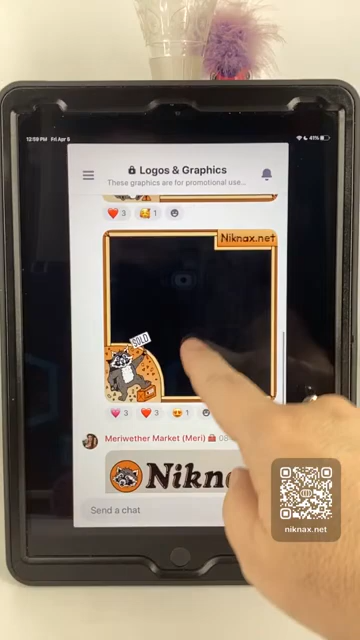 12:59 PM Fri Apr 5
41%
Logos & Graphics
These graphics are for promotional use...
3
1
Niknax.net
SOLD
3
3
1
Meriwether Market (Meri)
08-
Nikn
Send a chat
niknax.net